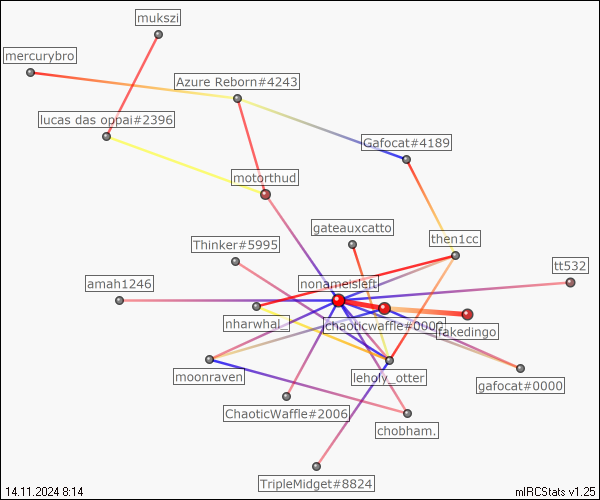 mukszi
mercurybro
Azure Reborn#4243
lucas das oppai#2396
Gafocat#4189
motorthud
gateauxcatto
then1cc
Thinker#5995
tt532
nonameisleft
amah1246
nharwhal_
chaoticwaffle#0000
fakedingo
moonraven
leholy_otter
gafocat#0000
ChaoticWaffle#2006
chobham.
TripleMidget#8824
14.11.2024 8:14
mIRCStats v1.25